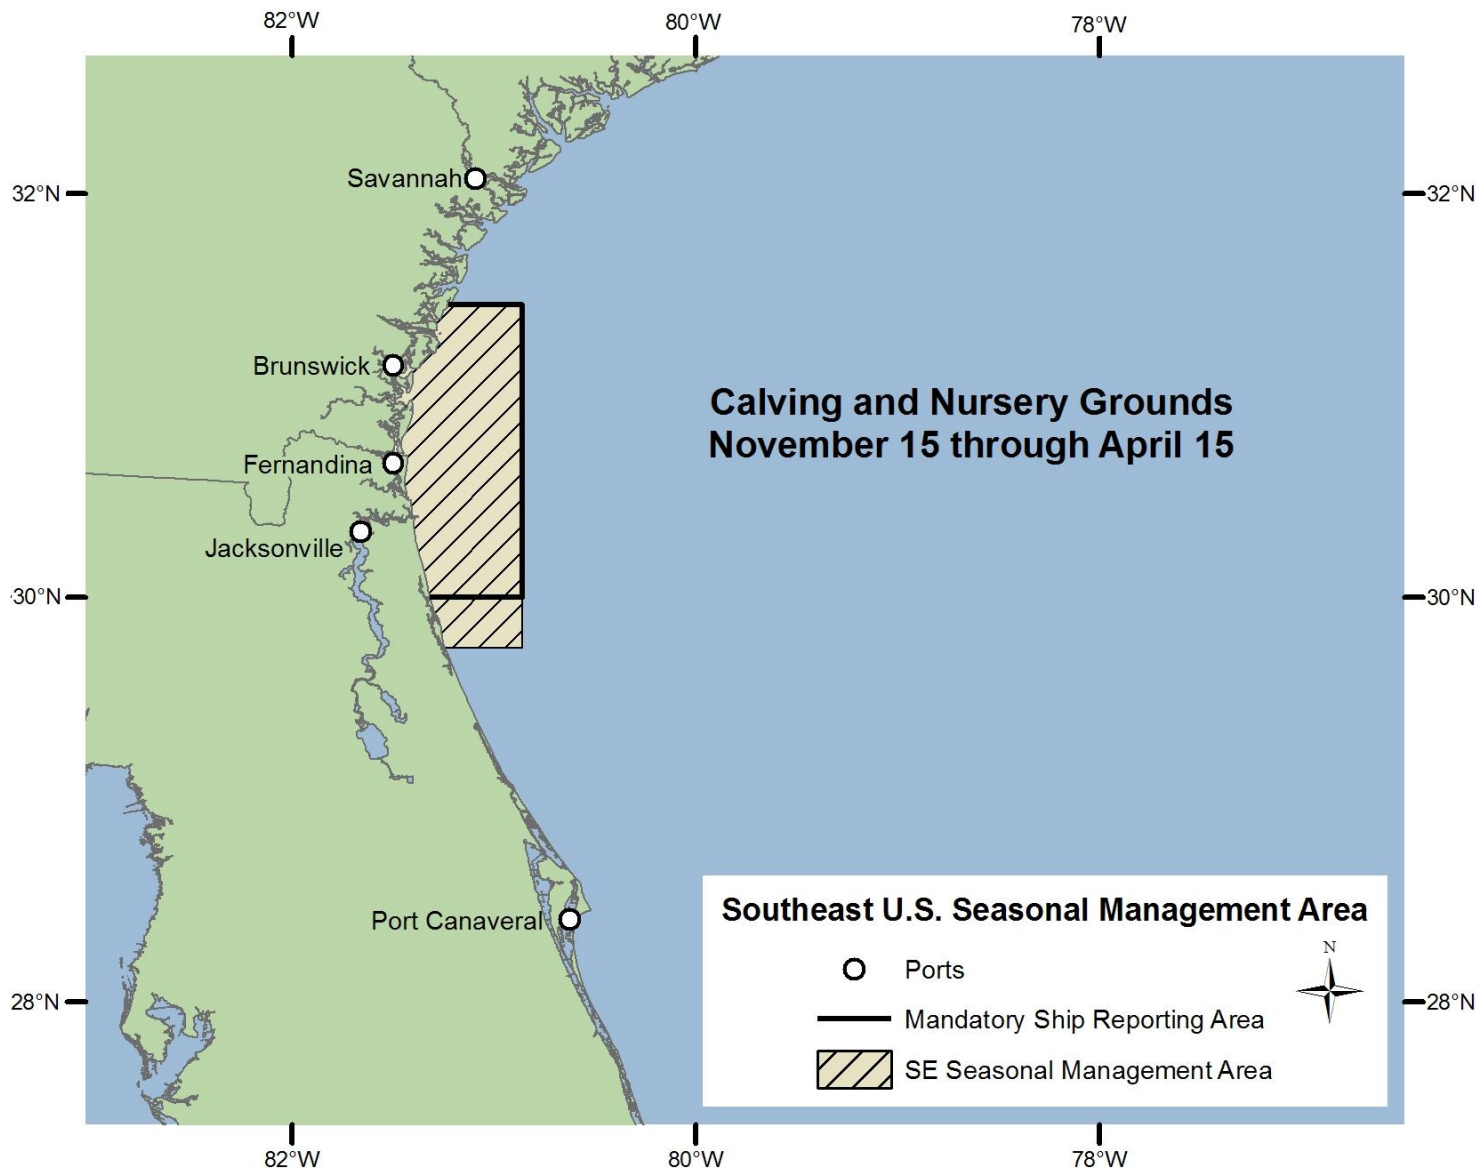 82°W
80°W
78°W
32°N
32°N
Savannah
Brunswick
Calving and Nursery Grounds
November 15 through April 15
Fernandina
Jacksonville
30°N
30°N
Port Canaveral
Southeast U.S. Seasonal Management Area
N
Ports
28°N
28°N
Mandatory Ship Reporting Area
SE Seasonal Management Area
82°W
80°W
78°W